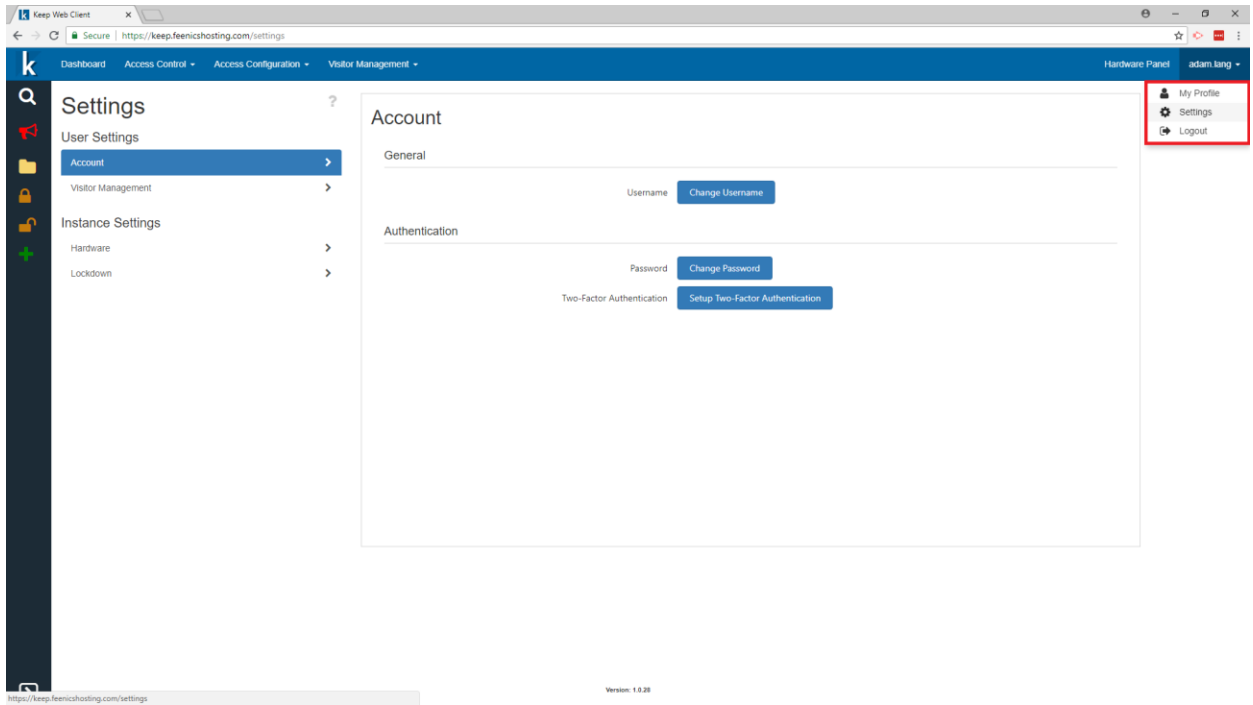 Keep Web Client
Secure | https://keep.feenicshosting.com/settings
k Dashboard Access Control Access Configuration Visitor Management Hardware Panel adam.lang
My Profile
Settings
Logout
Settings ?
User Settings
Account
Visitor Management
Instance Settings
Hardware
Lockdown
Account
General
Username Change Username
Authentication
Password Change Password
Two-Factor Authentication Setup Two-Factor Authentication
Version: 1.0.28
https://keep.feenicshosting.com/settings